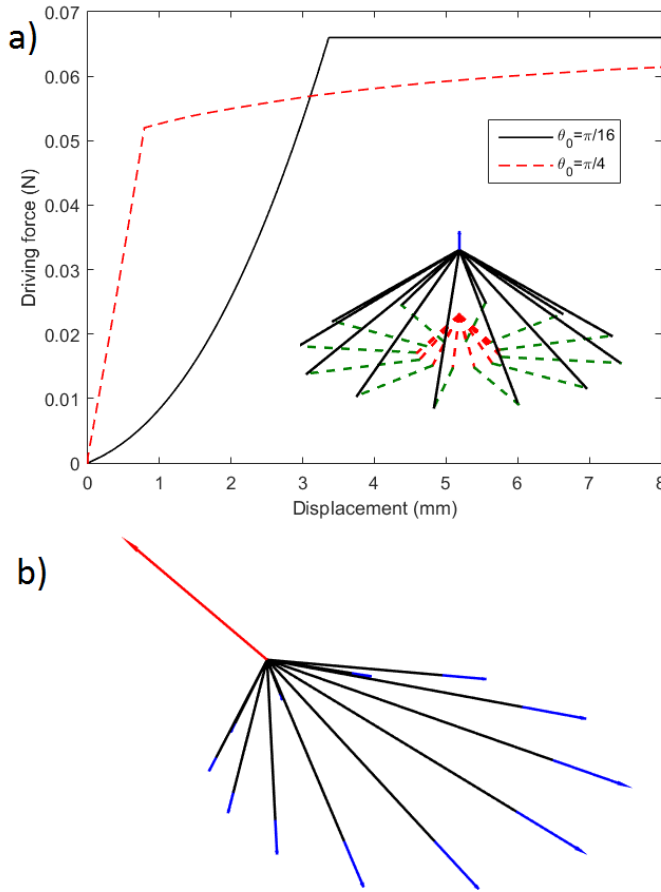 a)
Driving force (N)
0.07
0.06
0.05
0.04
0.03
0.02
0.01
0
θ₀=π/16
θ₀=π/4
0 1 2 3 4 5 6 7 8
Displacement (mm)
b)